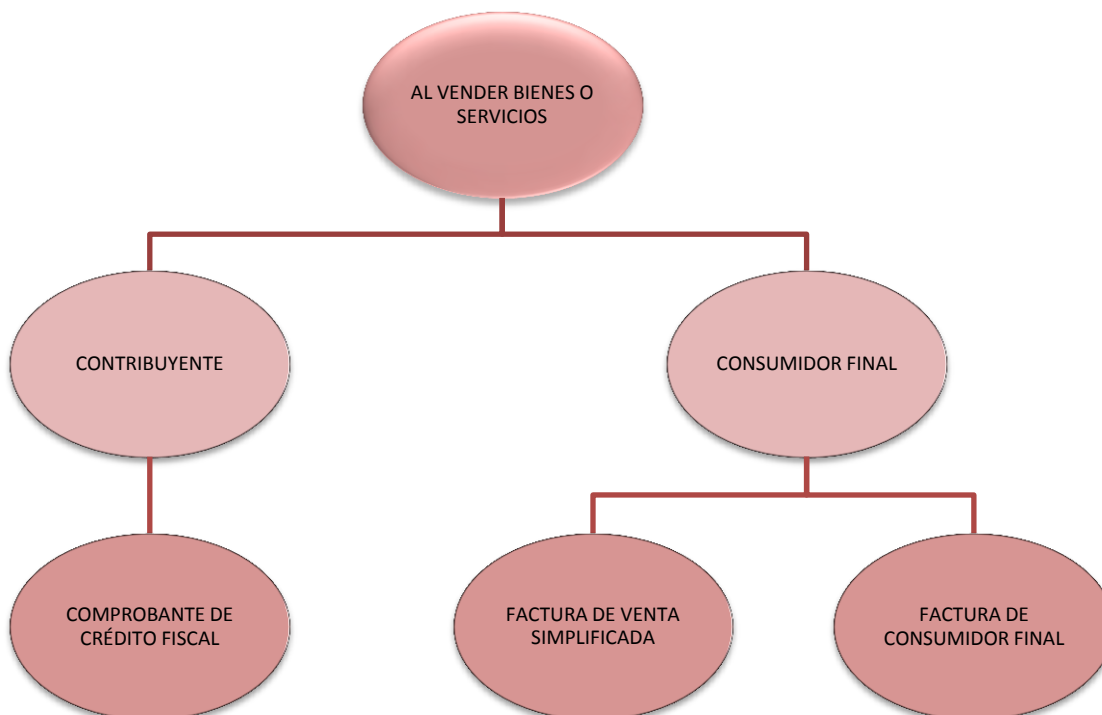 AL VENDER BIENES O
SERVICIOS
CONTRIBUYENTE
CONSUMIDOR FINAL
COMPROBANTE DE
CRÉDITO FISCAL
FACTURA DE VENTA
SIMPLIFICADA
FACTURA DE
CONSUMIDOR FINAL